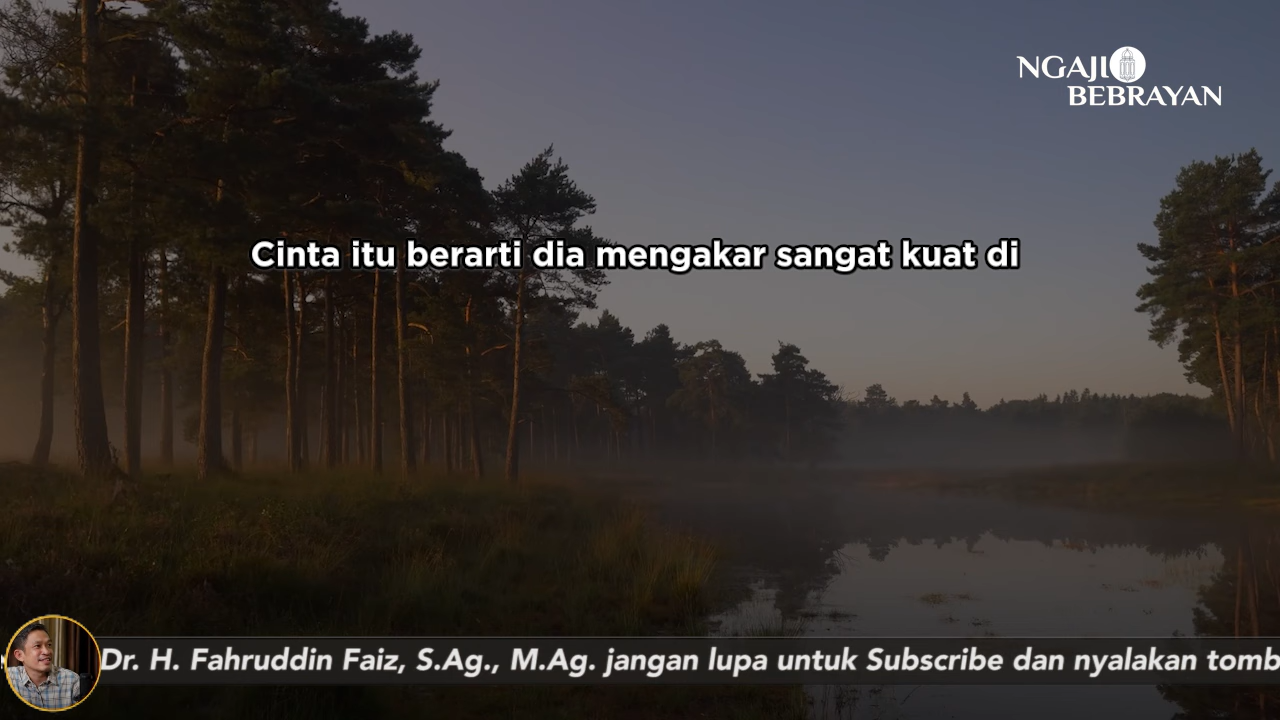 NGAJI
BEBRAYAN
Cinta itu berarti dia mengakar sangat kuat di
Dr. H. Fahruddin Faiz, S.Ag., M.Ag. jangan lupa untuk Subscribe dan nyalakan tomb